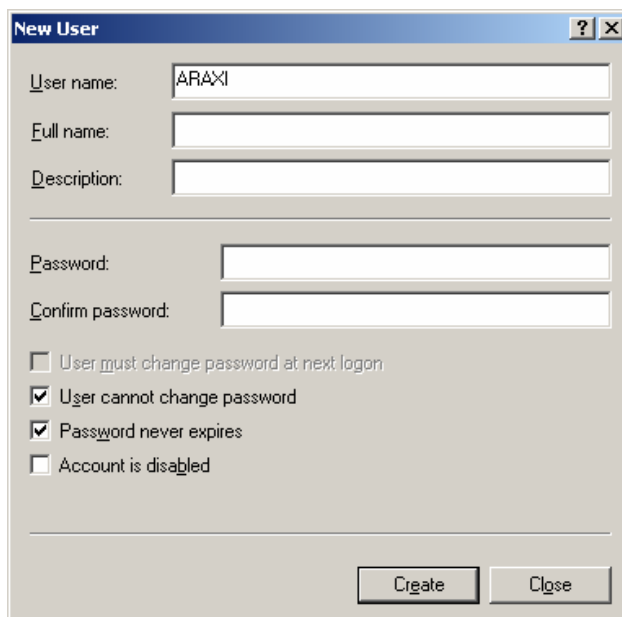 New User
User name: ARAXI
Full name:
Description:
Password:
Confirm password:
User must change password at next logon
User cannot change password
Password never expires
Account is disabled
Create Close